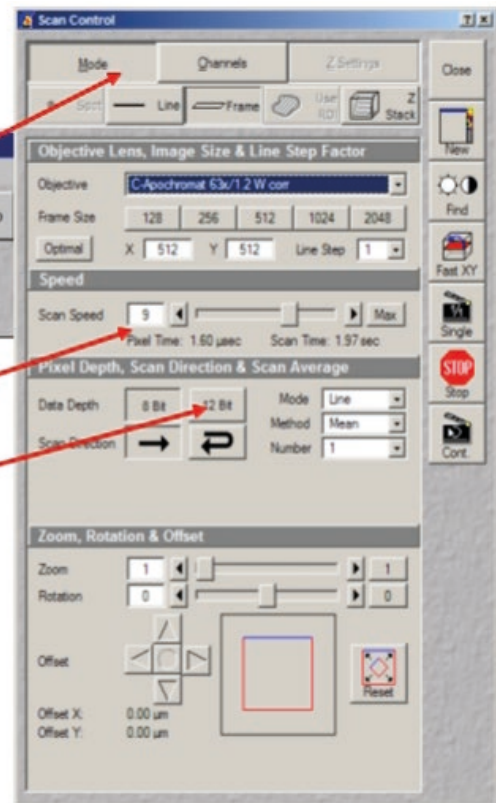 Scan Control
Mode Channels Z Settings Close
Spot Line Frame Use ROI Z Stack
New
Objective Lens, Image Size & Line Step Factor
Objective C-Apochromat 63x/1.2 W corr
Find
Frame Size 128 256 512 1024 2048
Optimal X 512 Y 512 Line Step 1
Fast XY
Speed
Scan Speed 9 Max
Single
Pixel Time: 1.60 µsec Scan Time: 1.97 sec
Pixel Depth, Scan Direction & Scan Average
STOP
Stop
Data Depth 8 Bit 12 Bit Mode Line
Method Mean
Scan Direction Number 1
Cont.
Zoom, Rotation & Offset
Zoom 1 1
Rotation 0 0
Offset
Reset
Offset X: 0.00 µm
Offset Y: 0.00 µm